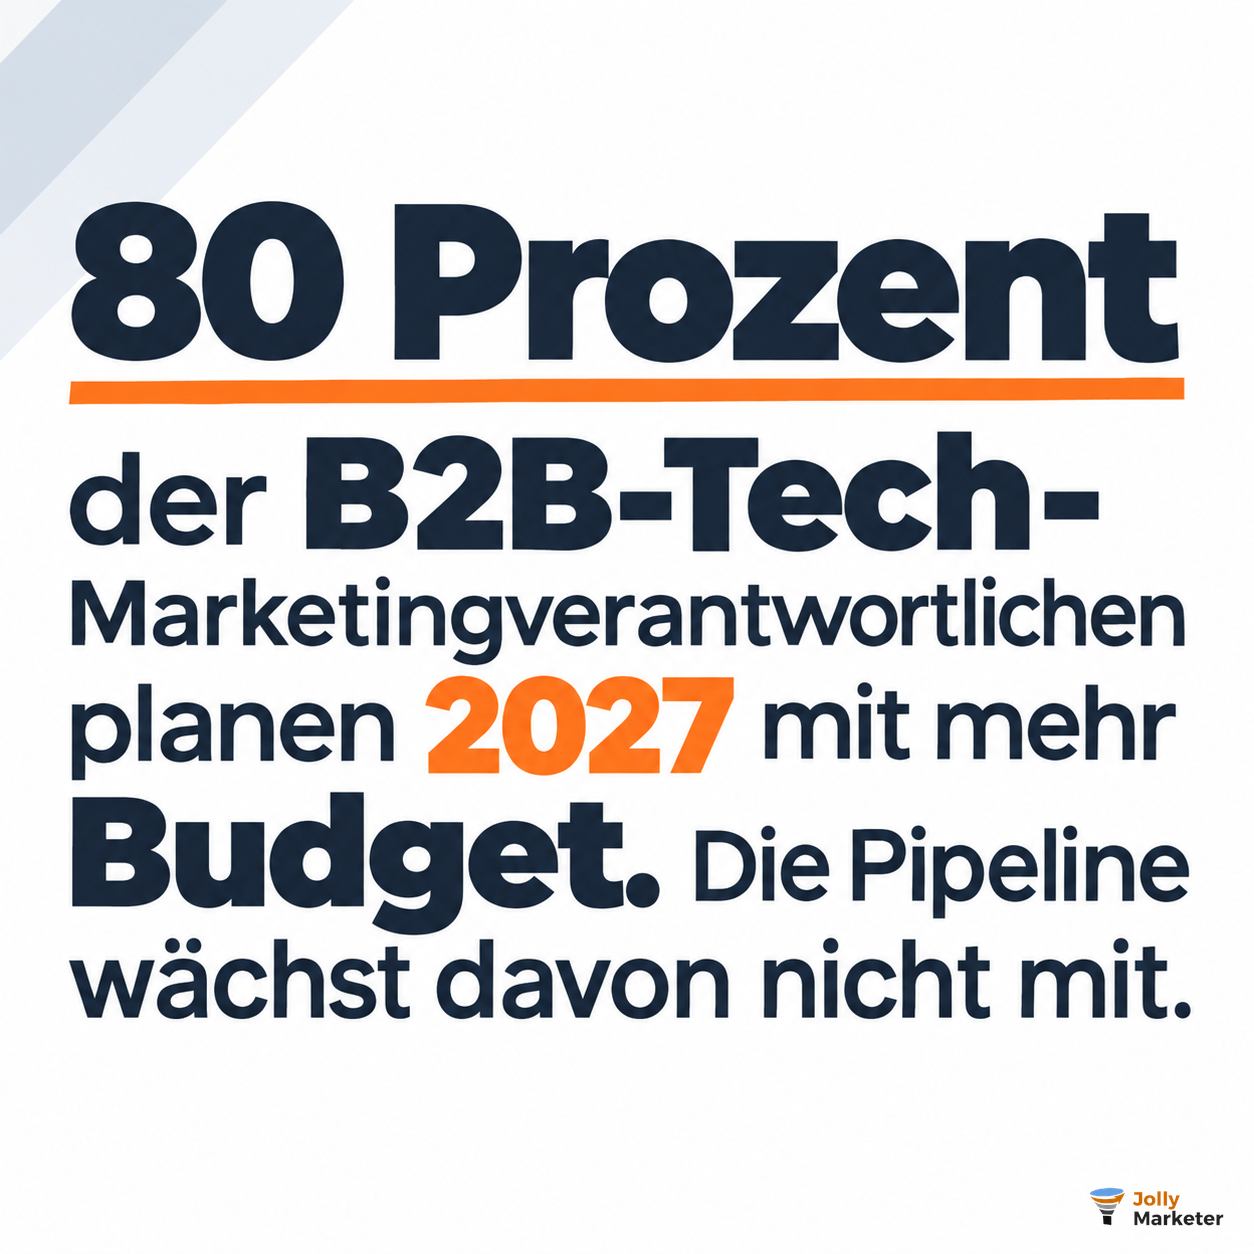 80 Prozent
der B2B-Tech-
Marketingverantwortlichen
planen 2027 mit mehr
Budget. Die Pipeline
wächst davon nicht mit.
Jolly
Marketer